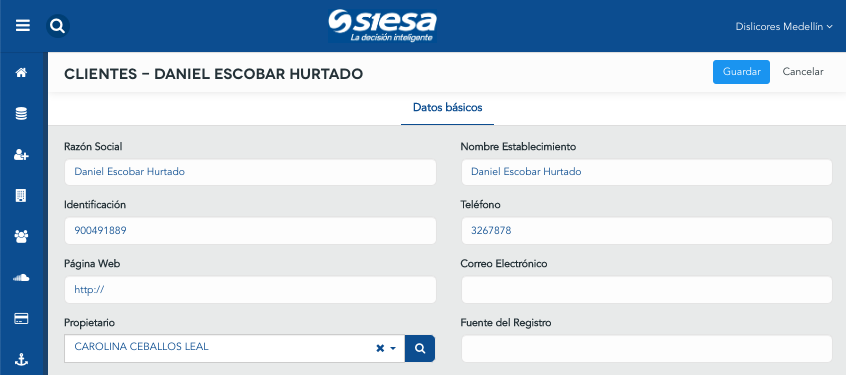 siesa
La decisión inteligente
Dislicores Medellín
CLIENTES – DANIEL ESCOBAR HURTADO
Guardar Cancelar
Datos básicos
Razón Social Nombre Establecimiento
Daniel Escobar Hurtado Daniel Escobar Hurtado
Identificación Teléfono
900491889 3267878
Página Web Correo Electrónico
http://
Propietario Fuente del Registro
CAROLINA CEBALLOS LEAL